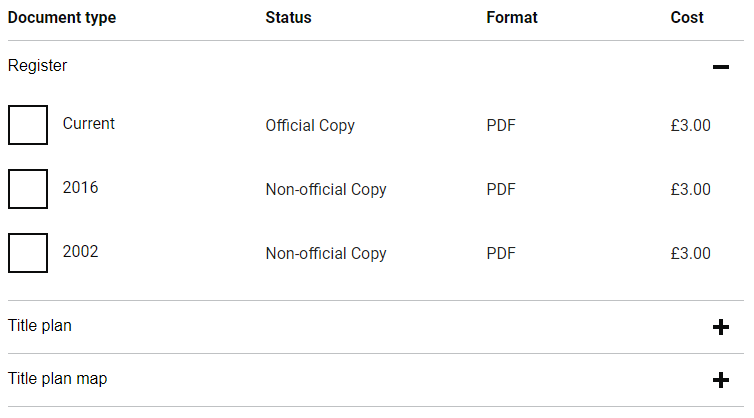 Document type Status Format Cost
Register
Current Official Copy PDF £3.00
2016 Non-official Copy PDF £3.00
2002 Non-official Copy PDF £3.00
Title plan
Title plan map